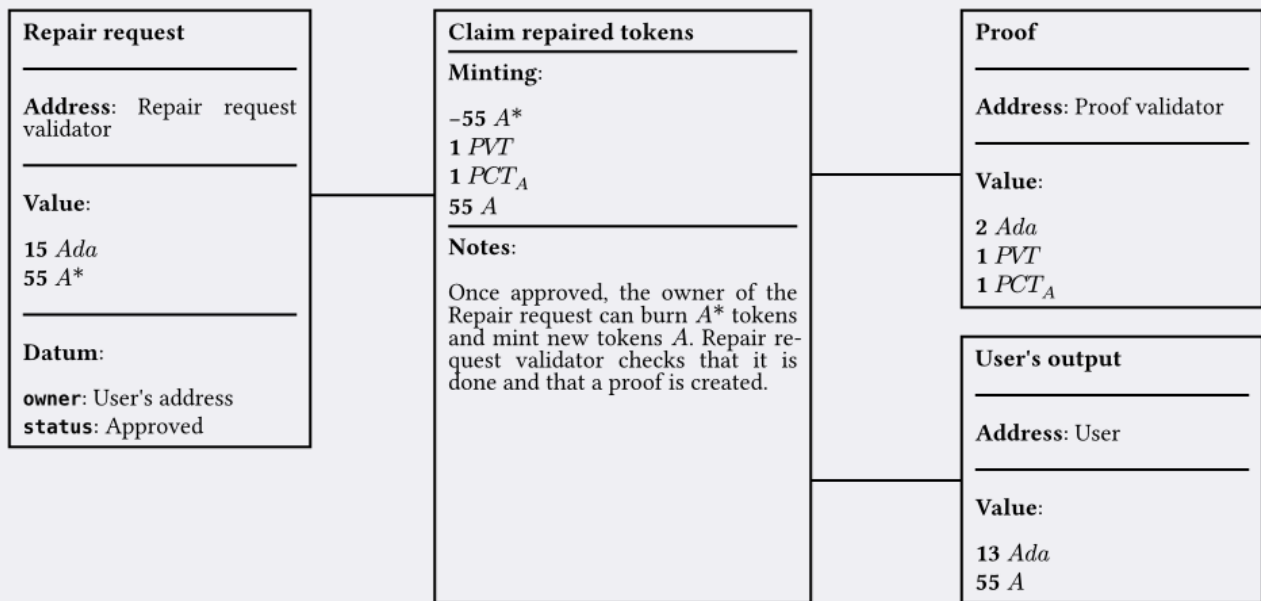 Repair request
Address: Repair request
validator
Value:
15 Ada
55 A*
Datum:
owner: User's address
status: Approved
Claim repaired tokens
Minting:
–55 A*
1 PVT
1 PCT_A
55 A
Notes:
Once approved, the owner of the
Repair request can burn A* tokens
and mint new tokens A. Repair re-
quest validator checks that it is
done and that a proof is created.
Proof
Address: Proof validator
Value:
2 Ada
1 PVT
1 PCT_A
User's output
Address: User
Value:
13 Ada
55 A